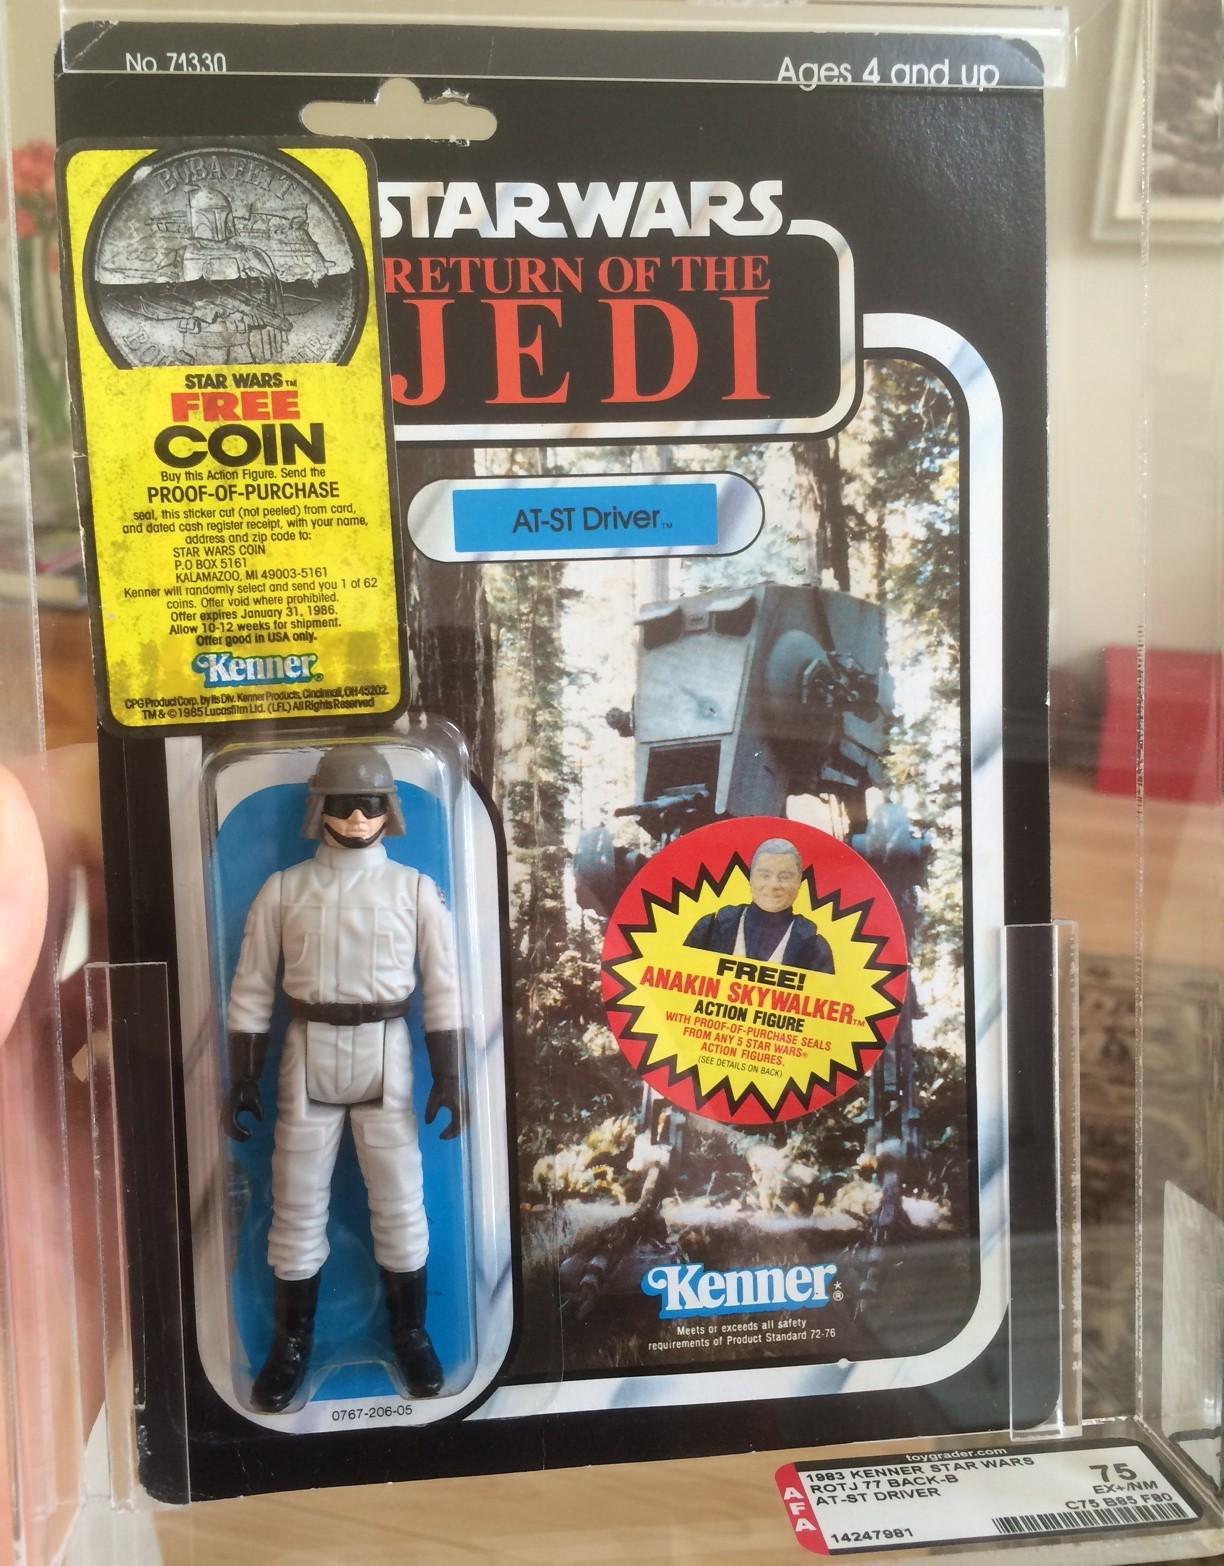 No. 71330
Ages 4 and up
BOBA FETT
STAR WARS
RETURN OF THE
JEDI
STAR WARS™
FREE
COIN
Buy this Action Figure. Send the
PROOF-OF-PURCHASE
seal, this sticker cut (not peeled) from card,
and dated cash register receipt, with your name,
address and zip code to:
STAR WARS COIN
P.O BOX 5161
KALAMAZOO, MI 49003-5161
Kenner will randomly select and send you 1 of 62
coins. Offer void where prohibited.
Offer expires January 31, 1986.
Allow 10-12 weeks for shipment.
Offer good in USA only.
Kenner®
CPG Product Corp. by its Div. Kenner Products, Cincinnati, OH 45202.
TM & © 1985 Lucasfilm Ltd. (LFL) All Rights Reserved
AT-ST Driver™
FREE!
ANAKIN SKYWALKER™
ACTION FIGURE
WITH PROOF-OF-PURCHASE SEALS
FROM ANY 5 STAR WARS®
ACTION FIGURES.
(SEE DETAILS ON BACK)
Kenner*®
Meets or exceeds all safety
requirements of Product Standard 72-76
0767-206-05
toygrader.com
AFA
1983 KENNER STAR WARS
ROTJ 77 BACK-B
AT-ST DRIVER
14247981
75
EX+/NM
C75 B85 F80